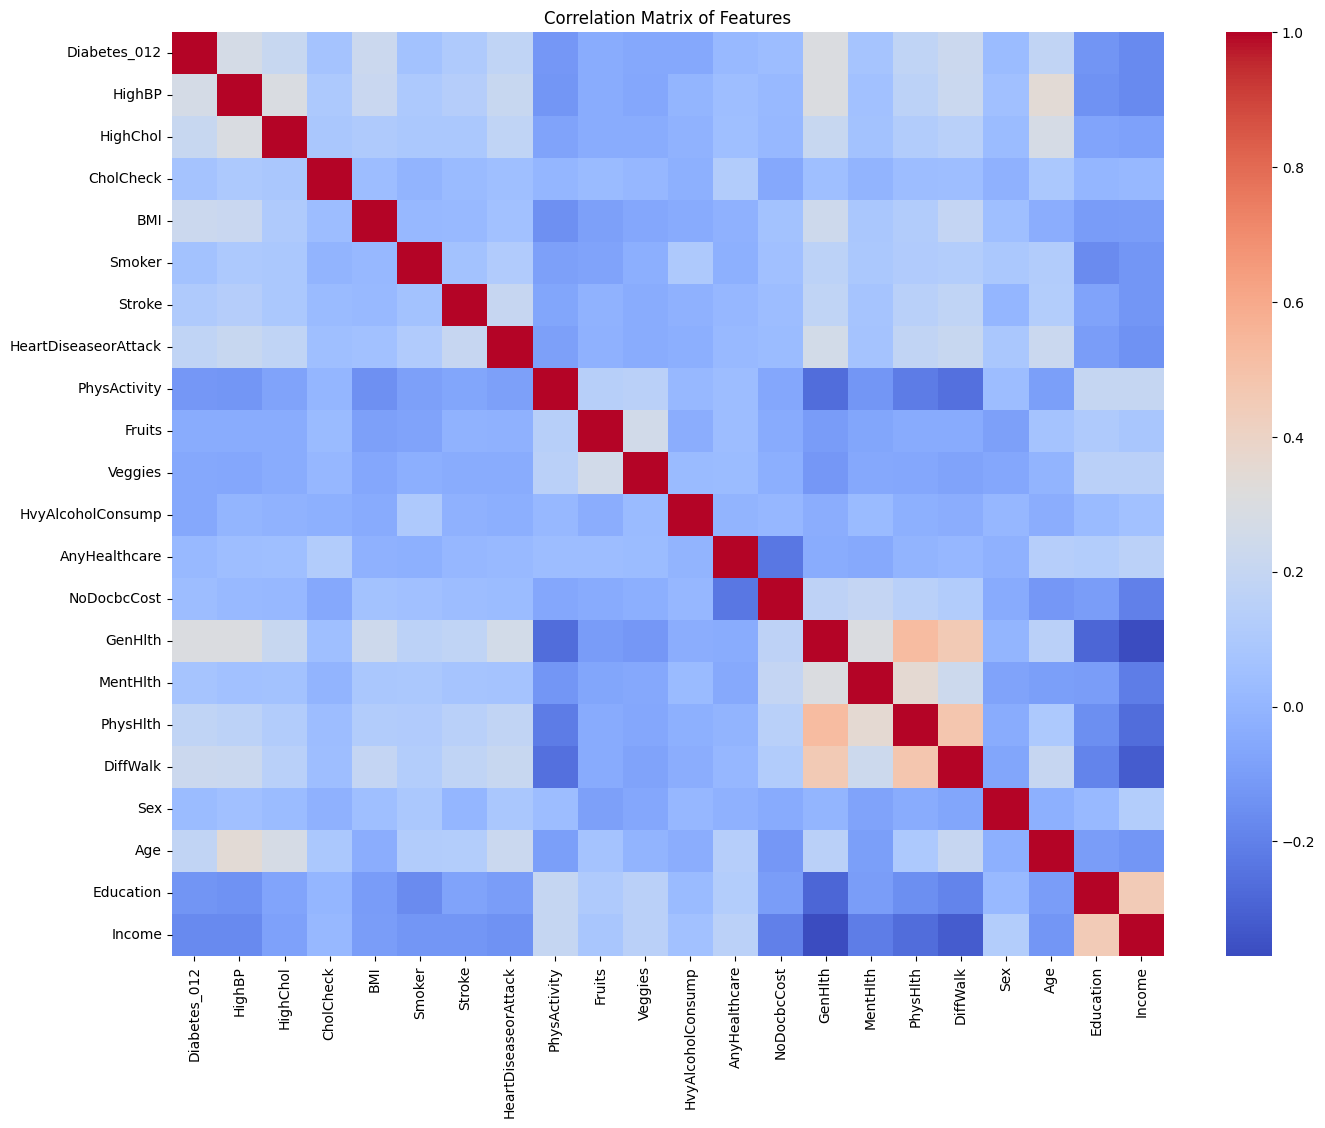 Correlation Matrix of Features
Diabetes_012
HighBP
HighChol
CholCheck
BMI
Smoker
Stroke
HeartDiseaseorAttack
PhysActivity
Fruits
Veggies
HvyAlcoholConsump
AnyHealthcare
NoDocbcCost
GenHlth
MentHlth
PhysHlth
DiffWalk
Sex
Age
Education
Income
Diabetes_012
HighBP
HighChol
CholCheck
BMI
Smoker
Stroke
HeartDiseaseorAttack
PhysActivity
Fruits
Veggies
HvyAlcoholConsump
AnyHealthcare
NoDocbcCost
GenHlth
MentHlth
PhysHlth
DiffWalk
Sex
Age
Education
Income
1.0
0.8
0.6
0.4
0.2
0.0
−0.2